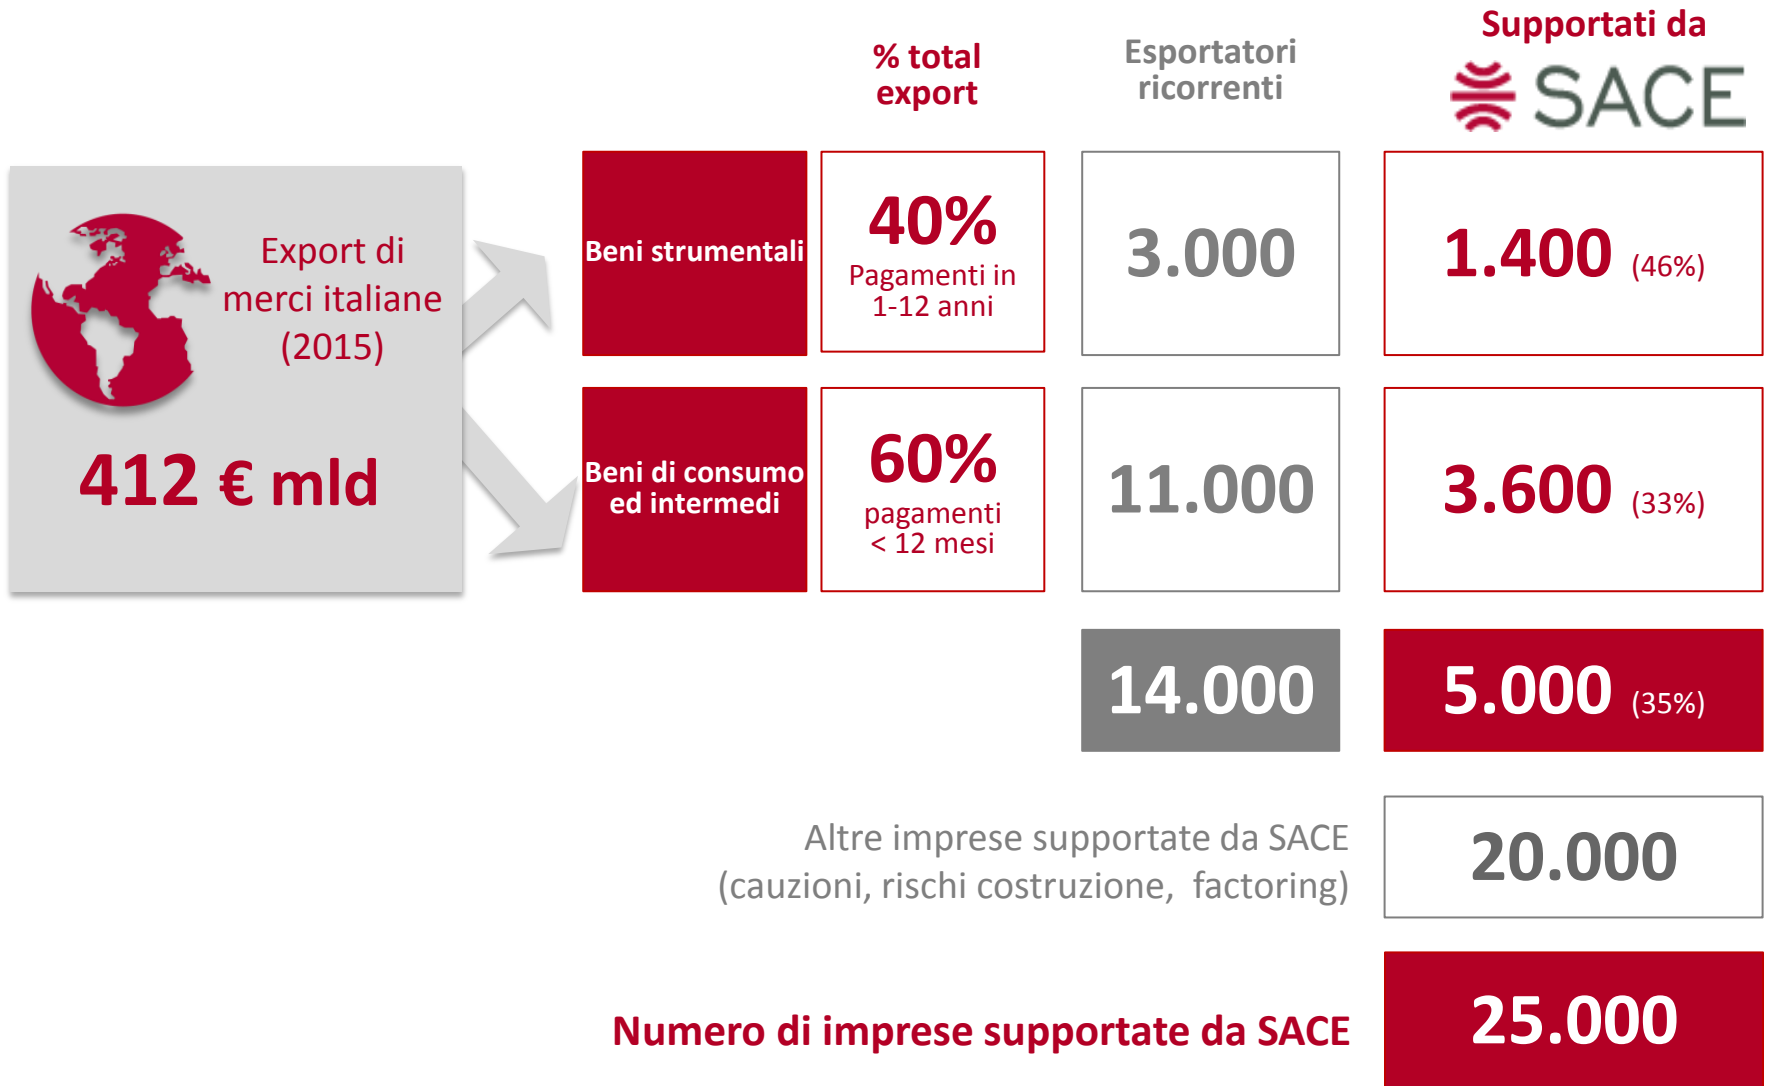 % total
export
Esportatori
ricorrenti
Supportati da
SACE
Export di
merci italiane
(2015)
412 € mld
Beni strumentali
40%
Pagamenti in
1-12 anni
3.000
1.400 (46%)
Beni di consumo
ed intermedi
60%
pagamenti
< 12 mesi
11.000
3.600 (33%)
14.000
5.000 (35%)
Altre imprese supportate da SACE
(cauzioni, rischi costruzione, factoring)
20.000
Numero di imprese supportate da SACE
25.000